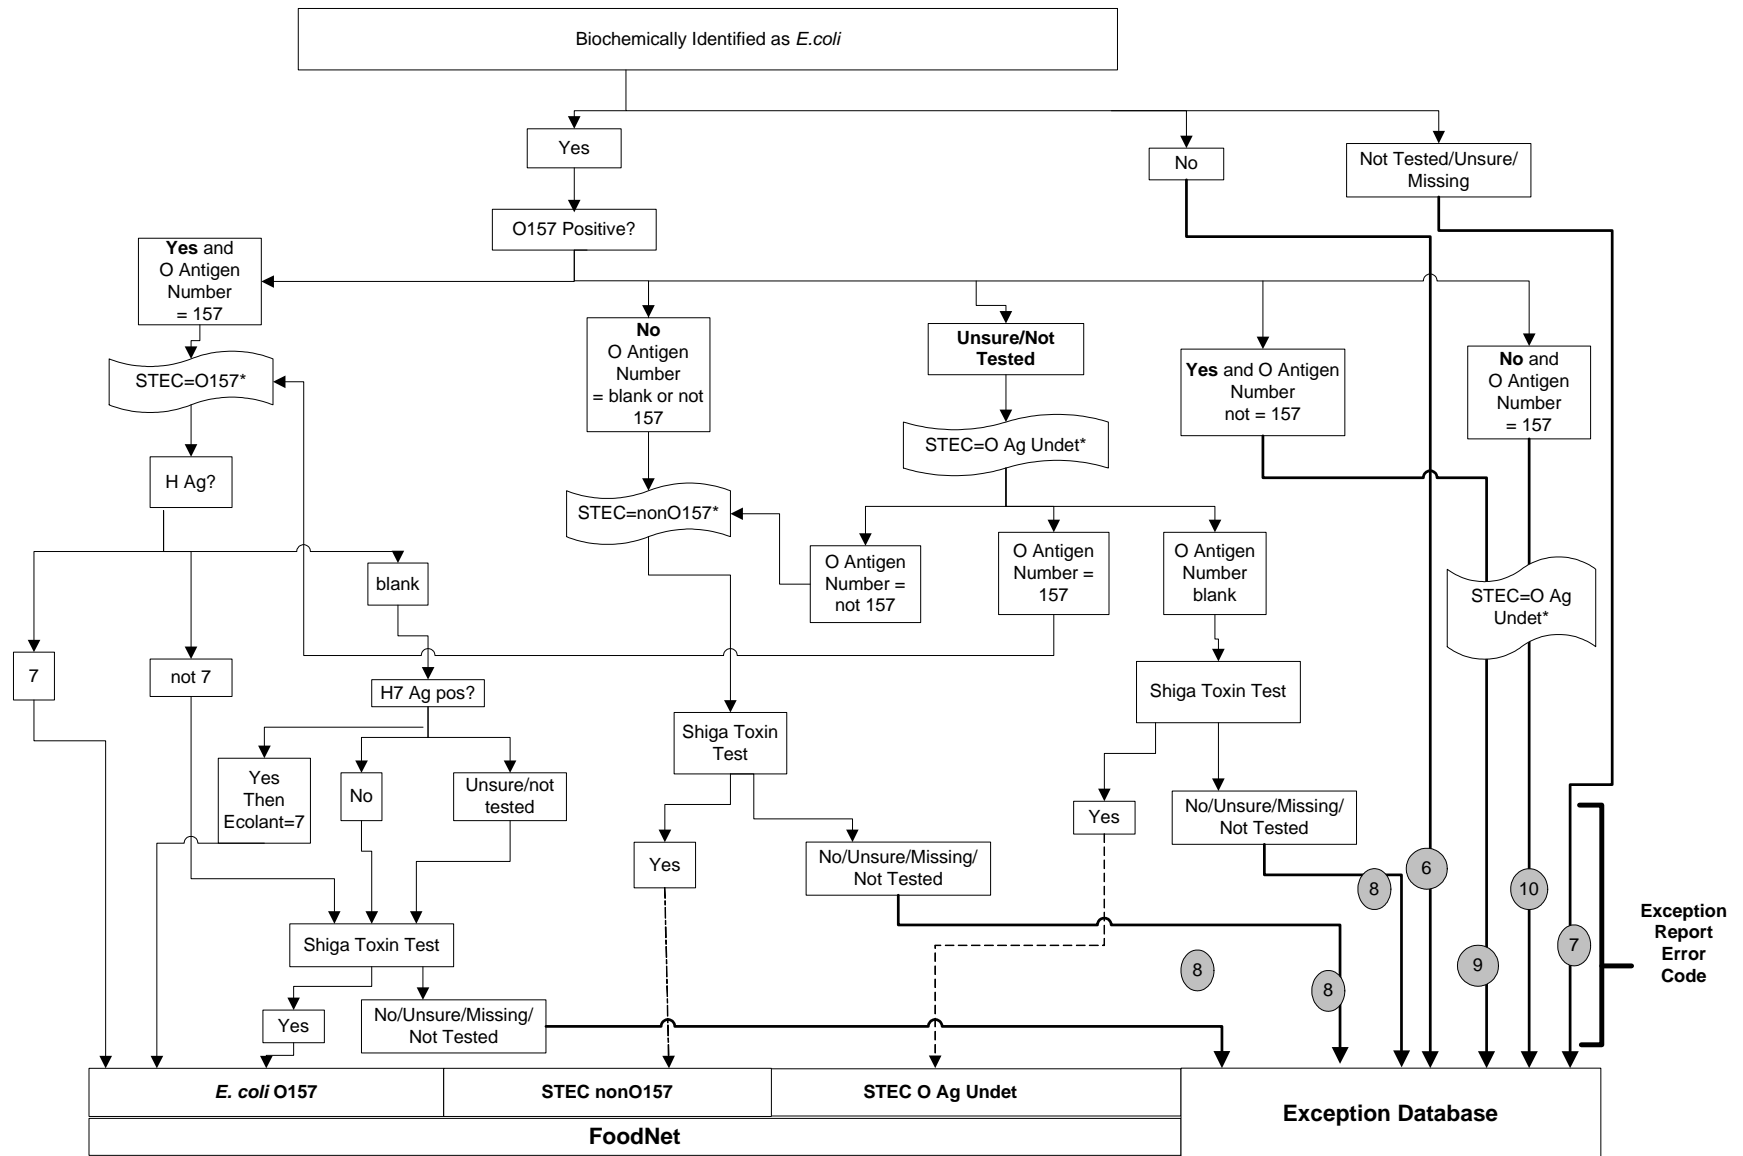 Biochemically Identified as E.coli
Yes
No
Not Tested/Unsure/
Missing
O157 Positive?
Yes and
O Antigen
Number
= 157
No
O Antigen
Number
= blank or not
157
Unsure/Not
Tested
Yes and O Antigen
Number
not = 157
No and
O Antigen
Number
= 157
STEC=O157*
STEC=O Ag Undet*
H Ag?
STEC=nonO157*
O Antigen
Number =
not 157
O Antigen
Number =
157
O Antigen
Number
blank
STEC=O Ag
Undet*
blank
7
not 7
H7 Ag pos?
Shiga Toxin Test
Shiga Toxin
Test
Yes
Then
Ecolant=7
No
Unsure/not
tested
Yes
No/Unsure/Missing/
Not Tested
Yes
No/Unsure/Missing/
Not Tested
8
6
10
Shiga Toxin Test
7
9
8
8
Exception
Report
Error
Code
Yes
No/Unsure/Missing/
Not Tested
E. coli O157
STEC nonO157
STEC O Ag Undet
Exception Database
FoodNet